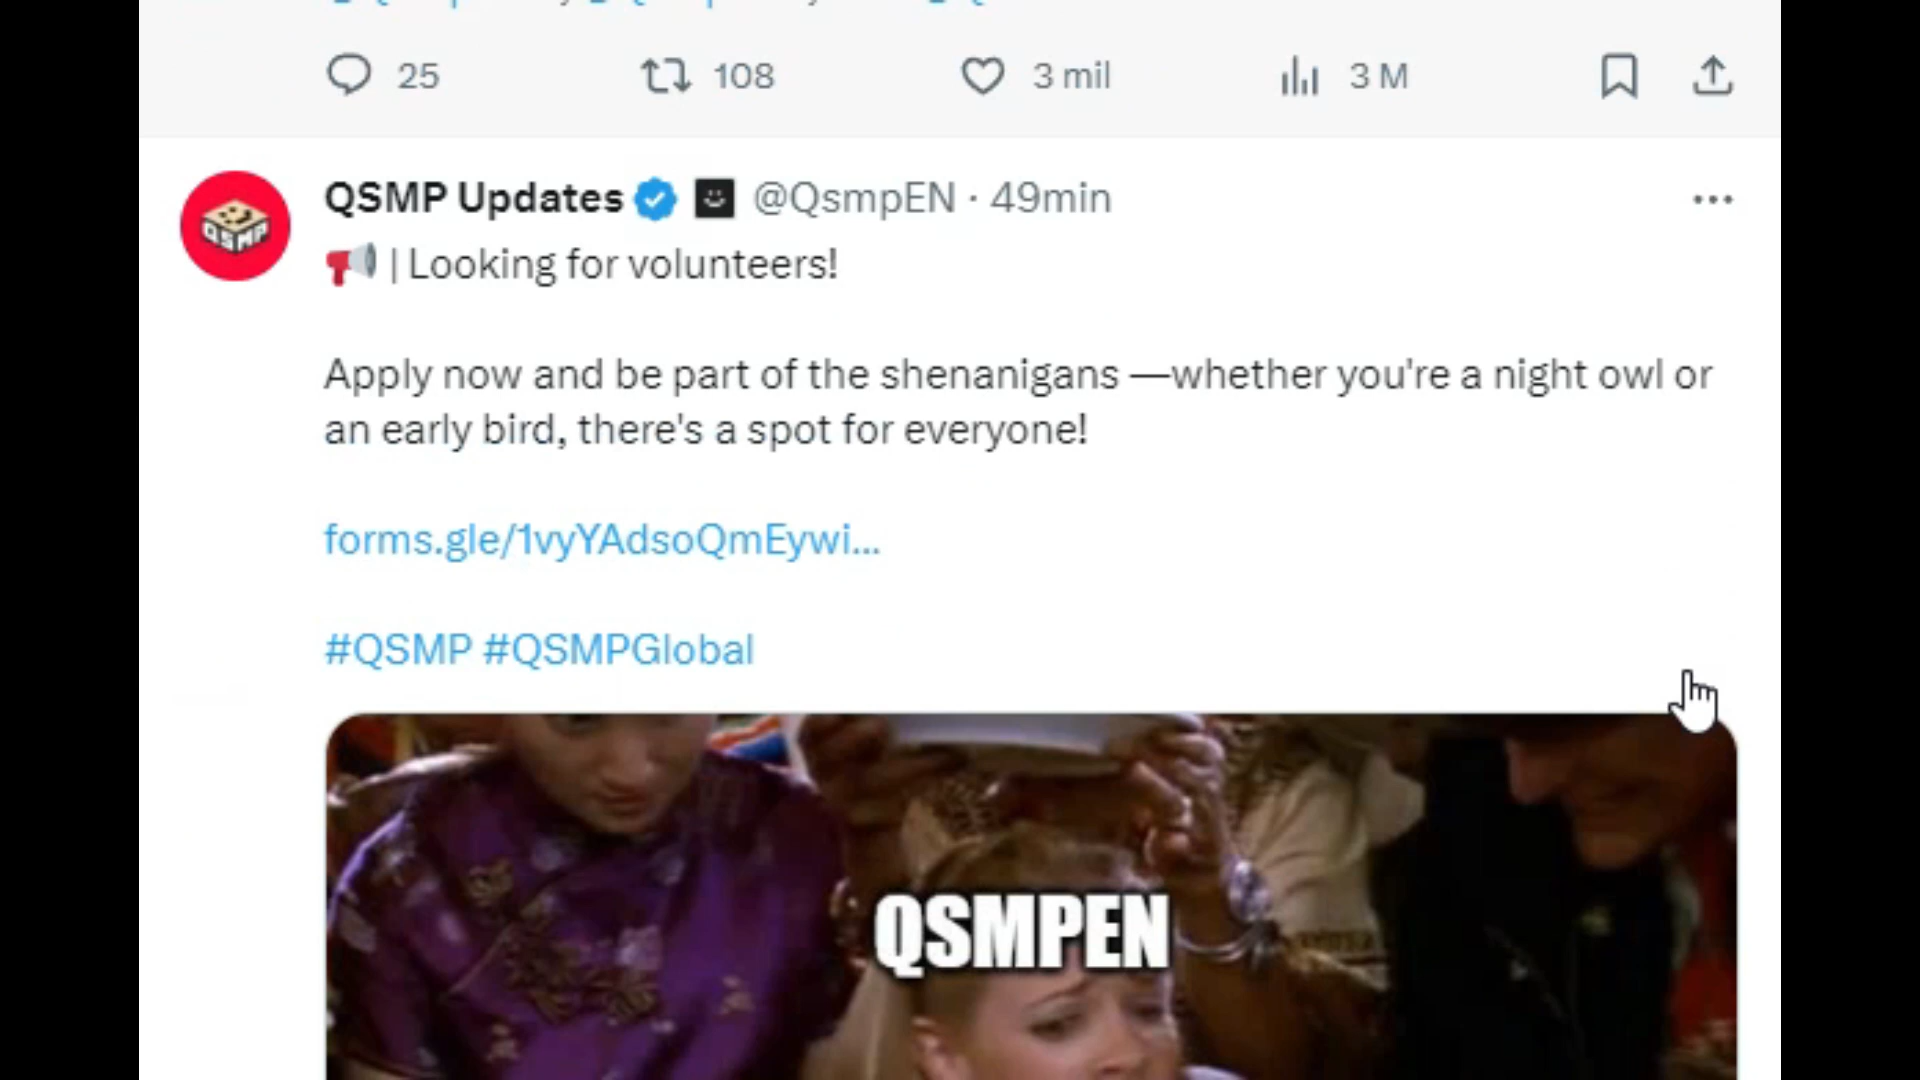 25 108 3 mil 3 M
QSMP Updates @QsmpEN · 49min
QSMP
| Looking for volunteers!
Apply now and be part of the shenanigans —whether you're a night owl or
an early bird, there's a spot for everyone!
forms.gle/1vyYAdsoQmEywi...
#QSMP #QSMPGlobal
QSMPEN